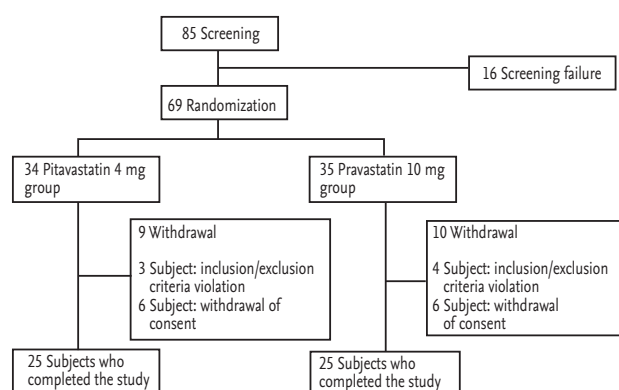 85 Screening
16 Screening failure
69 Randomization
34 Pitavastatin 4 mg
group
35 Pravastatin 10 mg
group
9 Withdrawal
3 Subject: inclusion/exclusion
criteria violation
6 Subject: withdrawal of
consent
10 Withdrawal
4 Subject: inclusion/exclusion
criteria violation
6 Subject: withdrawal
of consent
25 Subjects who
completed the study
25 Subjects who
completed the study